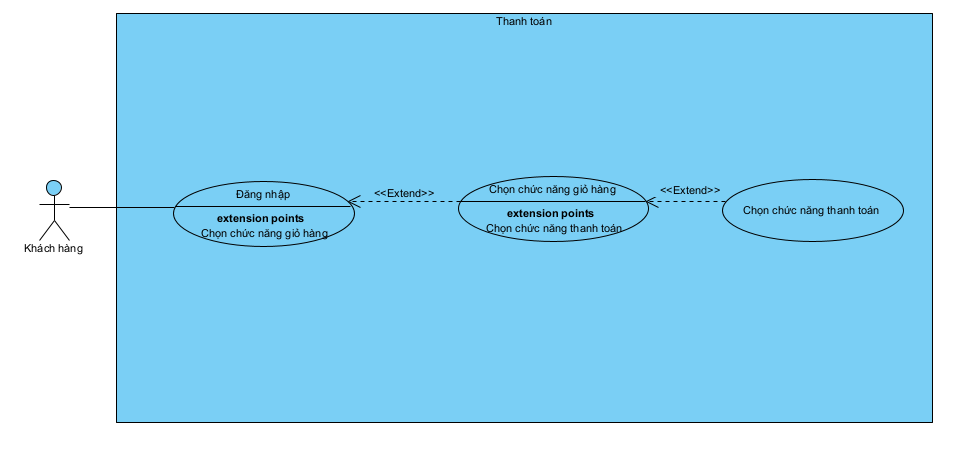 Thanh toán
Đăng nhập
extension points
Chọn chức năng giỏ hàng
<<Extend>>
Chọn chức năng giỏ hàng
extension points
Chọn chức năng thanh toán
<<Extend>>
Chọn chức năng thanh toán
Khách hàng